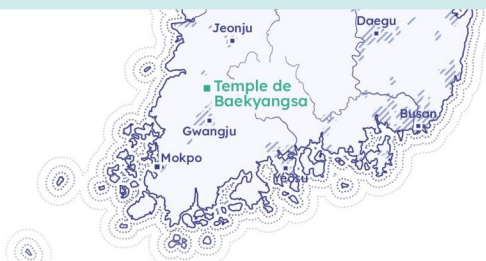 Daegu
Jeonju
Temple de
Baekyangsa
Busan
Gwangju
Mokpo
Yeosu